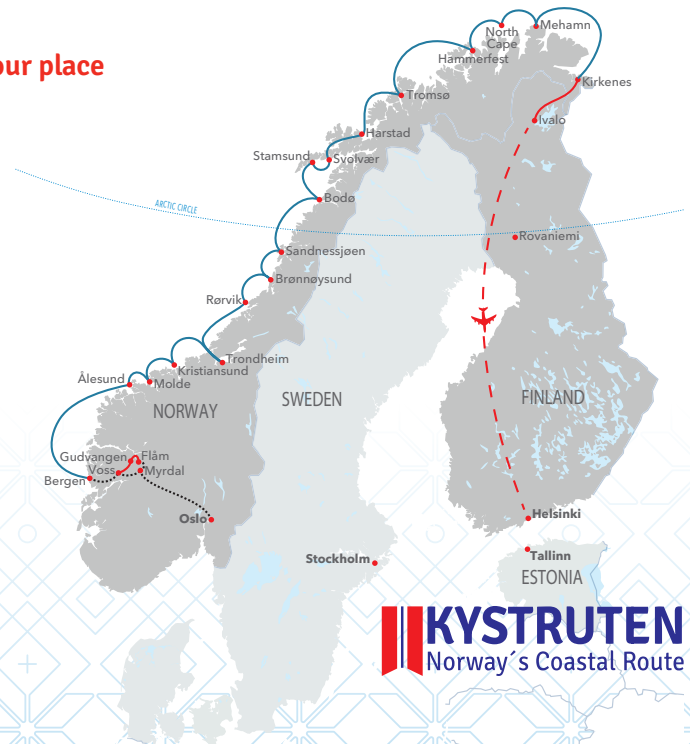 our place
Mehamn
North
Cape
Hammerfest
Kirkenes
Tromsø
Ivalo
Harstad
Stamsund
Svolvær
Bodø
ARCTIC CIRCLE
Rovaniemi
Sandnessjøen
Brønnøysund
Rørvik
Trondheim
Kristiansund
Ålesund
Molde
SWEDEN
FINLAND
NORWAY
Gudvangen
Flåm
Voss
Myrdal
Bergen
Oslo
Helsinki
Stockholm
Tallinn
ESTONIA
KYSTRUTEN
Norway´s Coastal Route